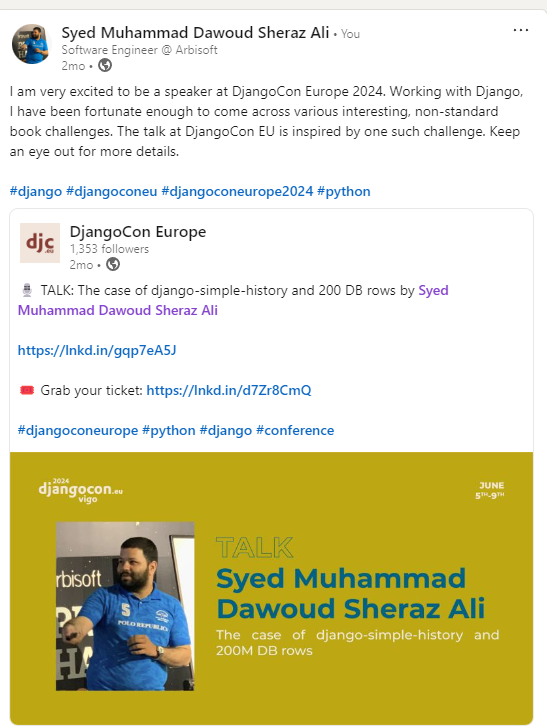 Syed Muhammad Dawoud Sheraz Ali • You
Software Engineer @ Arbisoft
2mo •
I am very excited to be a speaker at DjangoCon Europe 2024. Working with Django,
I have been fortunate enough to come across various interesting, non-standard
book challenges. The talk at DjangoCon EU is inspired by one such challenge. Keep
an eye out for more details.
#django #djangoconeu #djangoconeurope2024 #python
djc
.eu
DjangoCon Europe
1,353 followers
2mo •
TALK: The case of django-simple-history and 200 DB rows by Syed
Muhammad Dawoud Sheraz Ali
https://lnkd.in/gqp7eA5J
Grab your ticket: https://lnkd.in/d7Zr8CmQ
#djangoconeurope #python #django #conference
2024
djangocon.eu
vigo
JUNE
5TH-9TH
rbisoft
S
POLO REPUBLIC
HA
TALK
Syed Muhammad
Dawoud Sheraz Ali
The case of django-simple-history and
200M DB rows